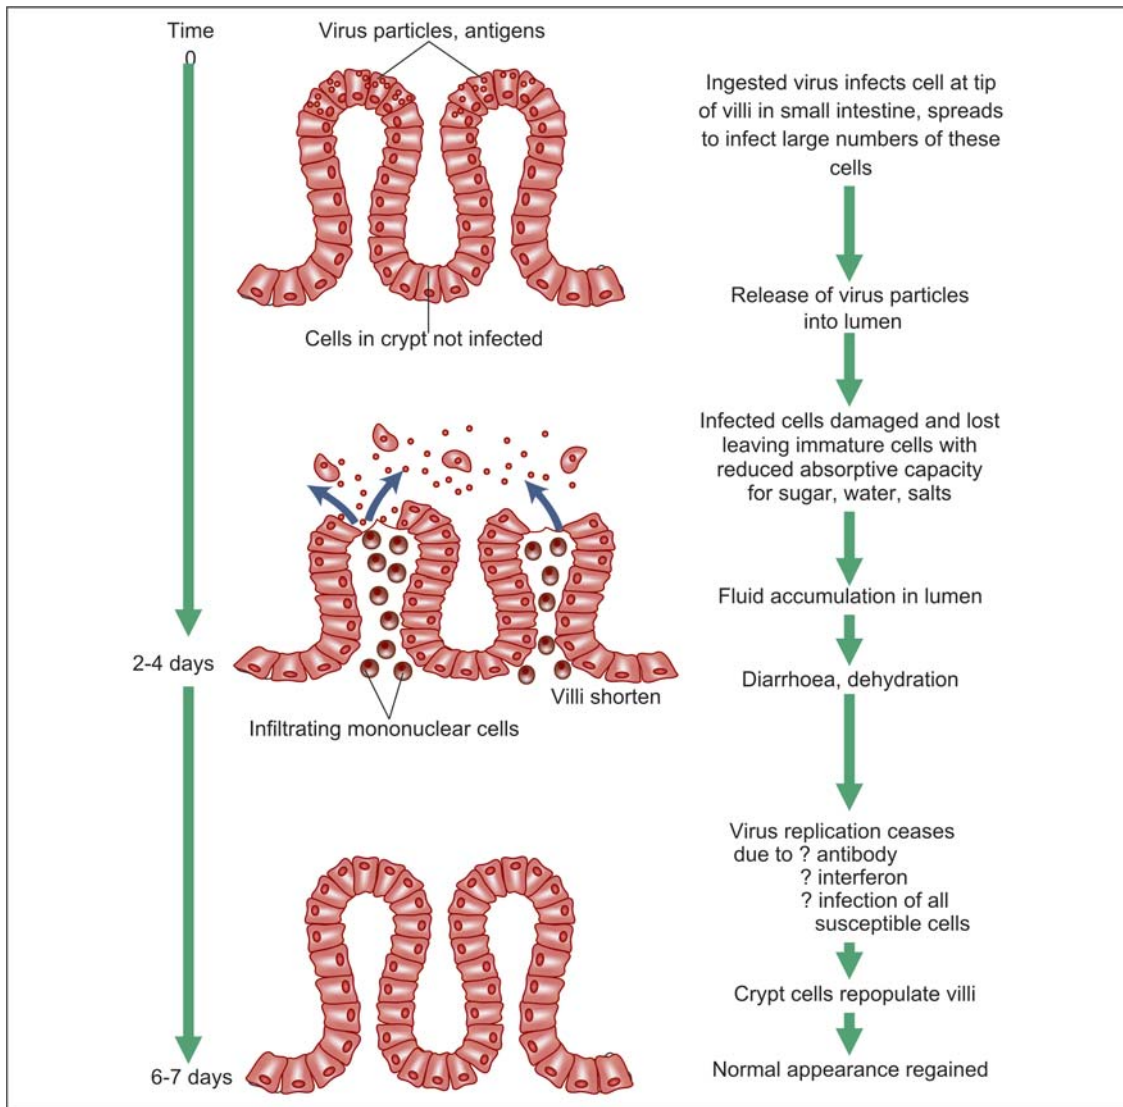 Time
0
Virus particles, antigens
Cells in crypt not infected
2-4 days
Infiltrating mononuclear cells
Villi shorten
6-7 days
Ingested virus infects cell at tip
of villi in small intestine, spreads
to infect large numbers of these
cells
Release of virus particles
into lumen
Infected cells damaged and lost
leaving immature cells with
reduced absorptive capacity
for sugar, water, salts
Fluid accumulation in lumen
Diarrhoea, dehydration
Virus replication ceases
due to ? antibody
? interferon
? infection of all
susceptible cells
Crypt cells repopulate villi
Normal appearance regained